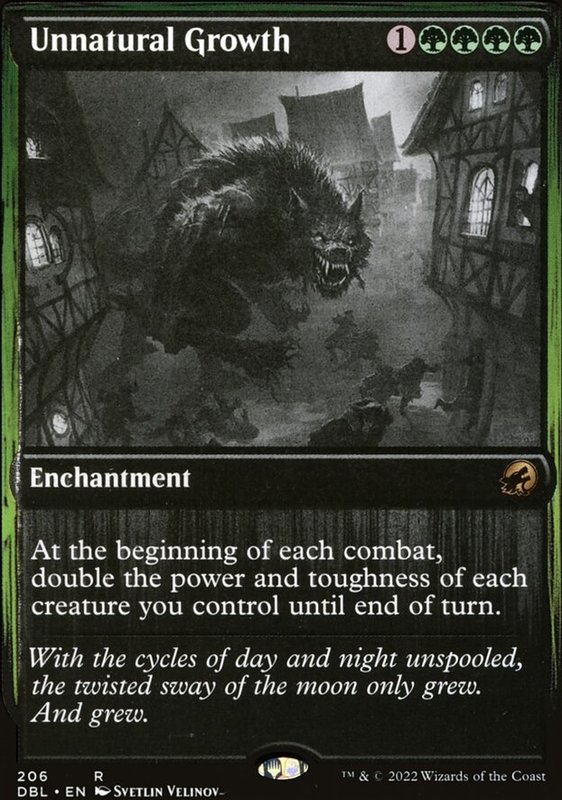 Unnatural Growth 1
Enchantment
At the beginning of each combat,
double the power and toughness of each
creature you control until end of turn.
With the cycles of day and night unspooled,
the twisted sway of the moon only grew.
And grew.
206 R
DBL • EN Svetlin Velinov
™ & © 2022 Wizards of the Coast